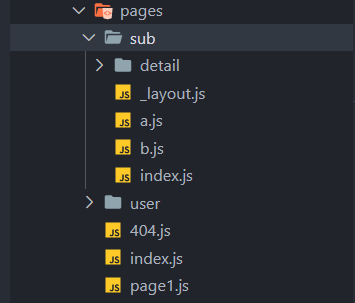 pages
sub
detail
JS _layout.js
JS a.js
JS b.js
JS index.js
user
JS 404.js
JS index.js
JS page1.js